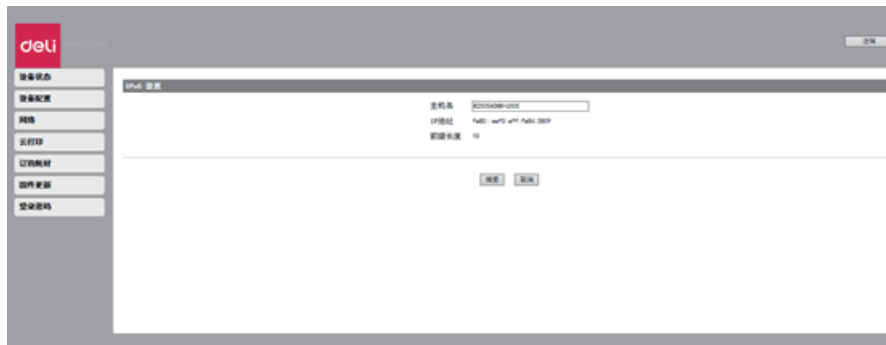 deli
注销
设备状态
设备配置
网络
云打印
订购耗材
固件更新
登录密码
IPv6 设置
主机名
IP地址
前缀长度 10
接受 取消